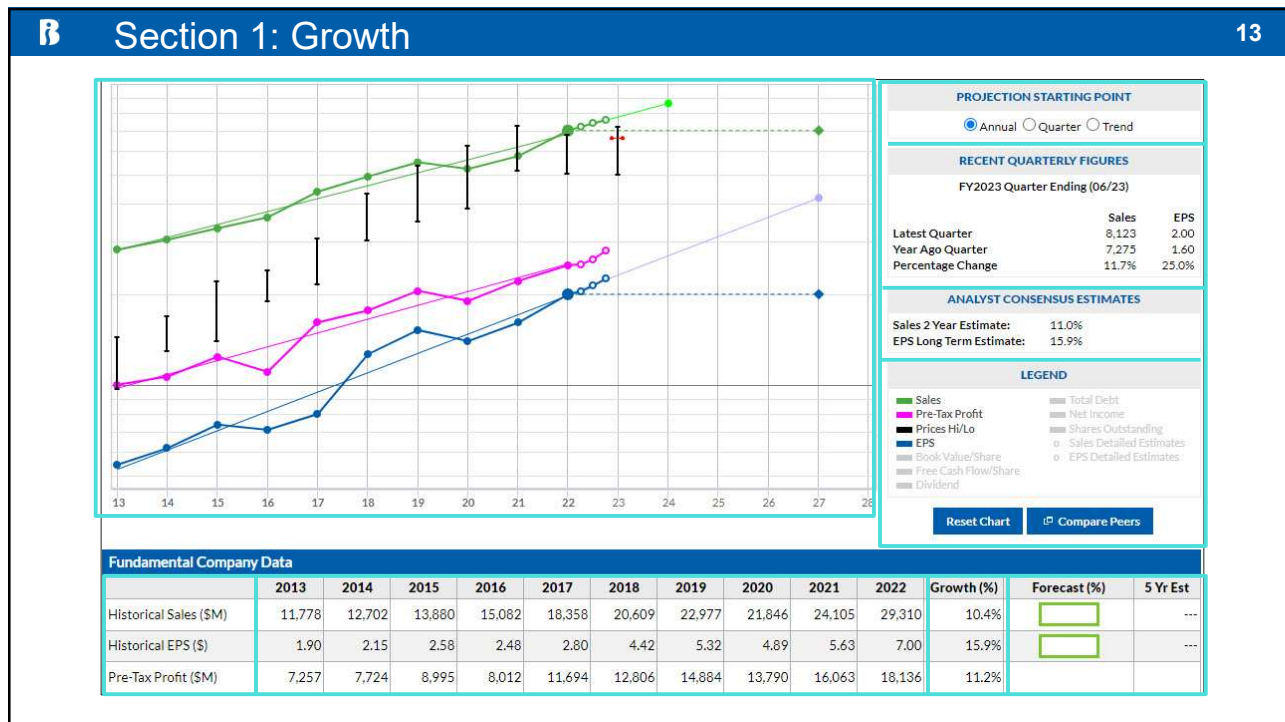 Section 1: Growth
13
13 14 15 16 17 18 19 20 21 22 23 24 25 26 27 28
PROJECTION STARTING POINT
Annual Quarter Trend
RECENT QUARTERLY FIGURES
FY2023 Quarter Ending (06/23)
Sales EPS
Latest Quarter 8,123 2.00
Year Ago Quarter 7,275 1.60
Percentage Change 11.7% 25.0%
ANALYST CONSENSUS ESTIMATES
Sales 2 Year Estimate: 11.0%
EPS Long Term Estimate: 15.9%
LEGEND
Sales Total Debt
Pre-Tax Profit Net Income
Prices Hi/Lo Shares Outstanding
EPS Sales Detailed Estimates
Book Value/Share EPS Detailed Estimates
Free Cash Flow/Share
Dividend
Reset Chart Compare Peers
Fundamental Company Data
2013 2014 2015 2016 2017 2018 2019 2020 2021 2022 Growth (%) Forecast (%) 5 Yr Est
Historical Sales ($M) 11,778 12,702 13,880 15,082 18,358 20,609 22,977 21,846 24,105 29,310 10.4% ---
Historical EPS ($) 1.90 2.15 2.58 2.48 2.80 4.42 5.32 4.89 5.63 7.00 15.9% ---
Pre-Tax Profit ($M) 7,257 7,724 8,995 8,012 11,694 12,806 14,884 13,790 16,063 18,136 11.2%